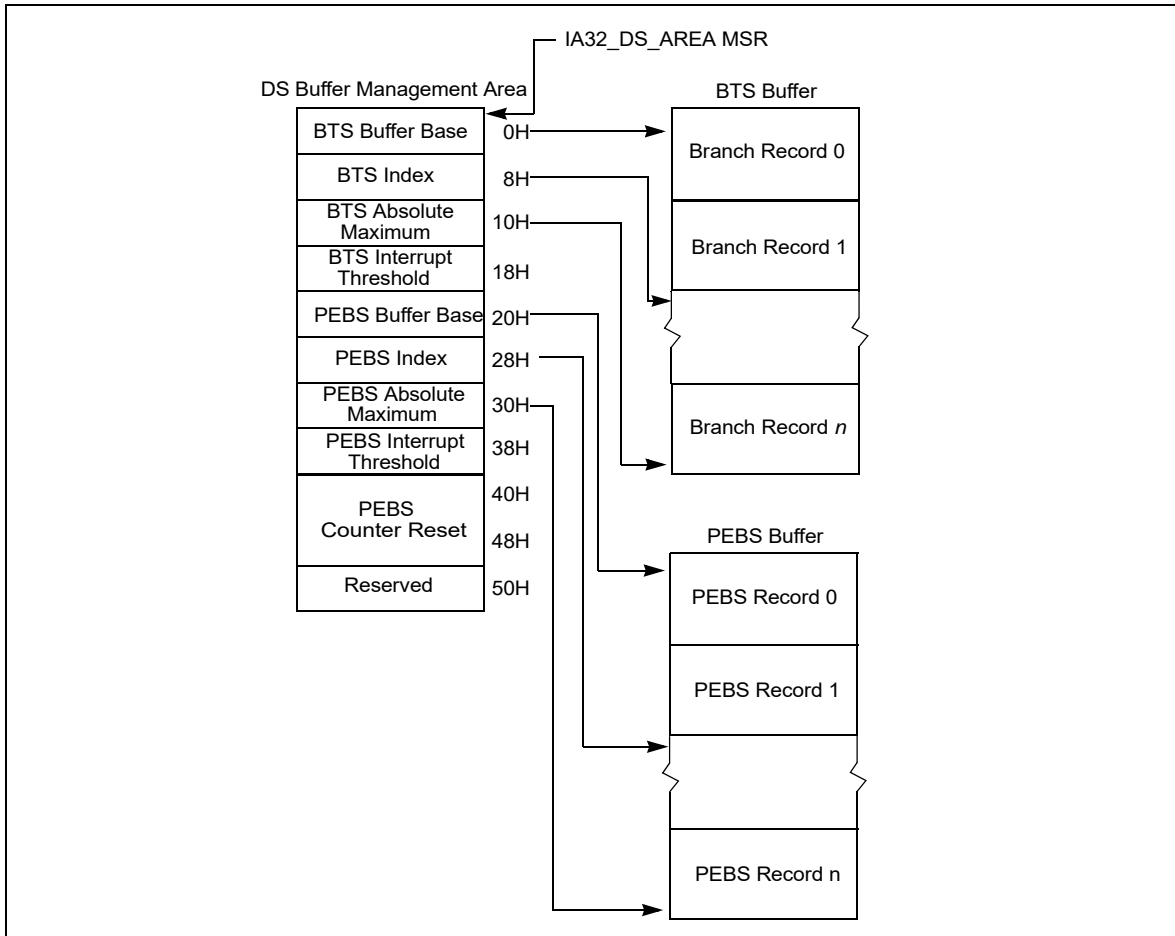 IA32_DS_AREA MSR
DS Buffer Management Area
BTS Buffer Base 0H
BTS Index 8H
BTS Absolute
Maximum 10H
BTS Interrupt
Threshold 18H
PEBS Buffer Base 20H
PEBS Index 28H
PEBS Absolute
Maximum 30H
PEBS Interrupt
Threshold 38H
40H
PEBS
Counter Reset
48H
Reserved 50H
BTS Buffer
Branch Record 0
Branch Record 1
Branch Record n
PEBS Buffer
PEBS Record 0
PEBS Record 1
PEBS Record n